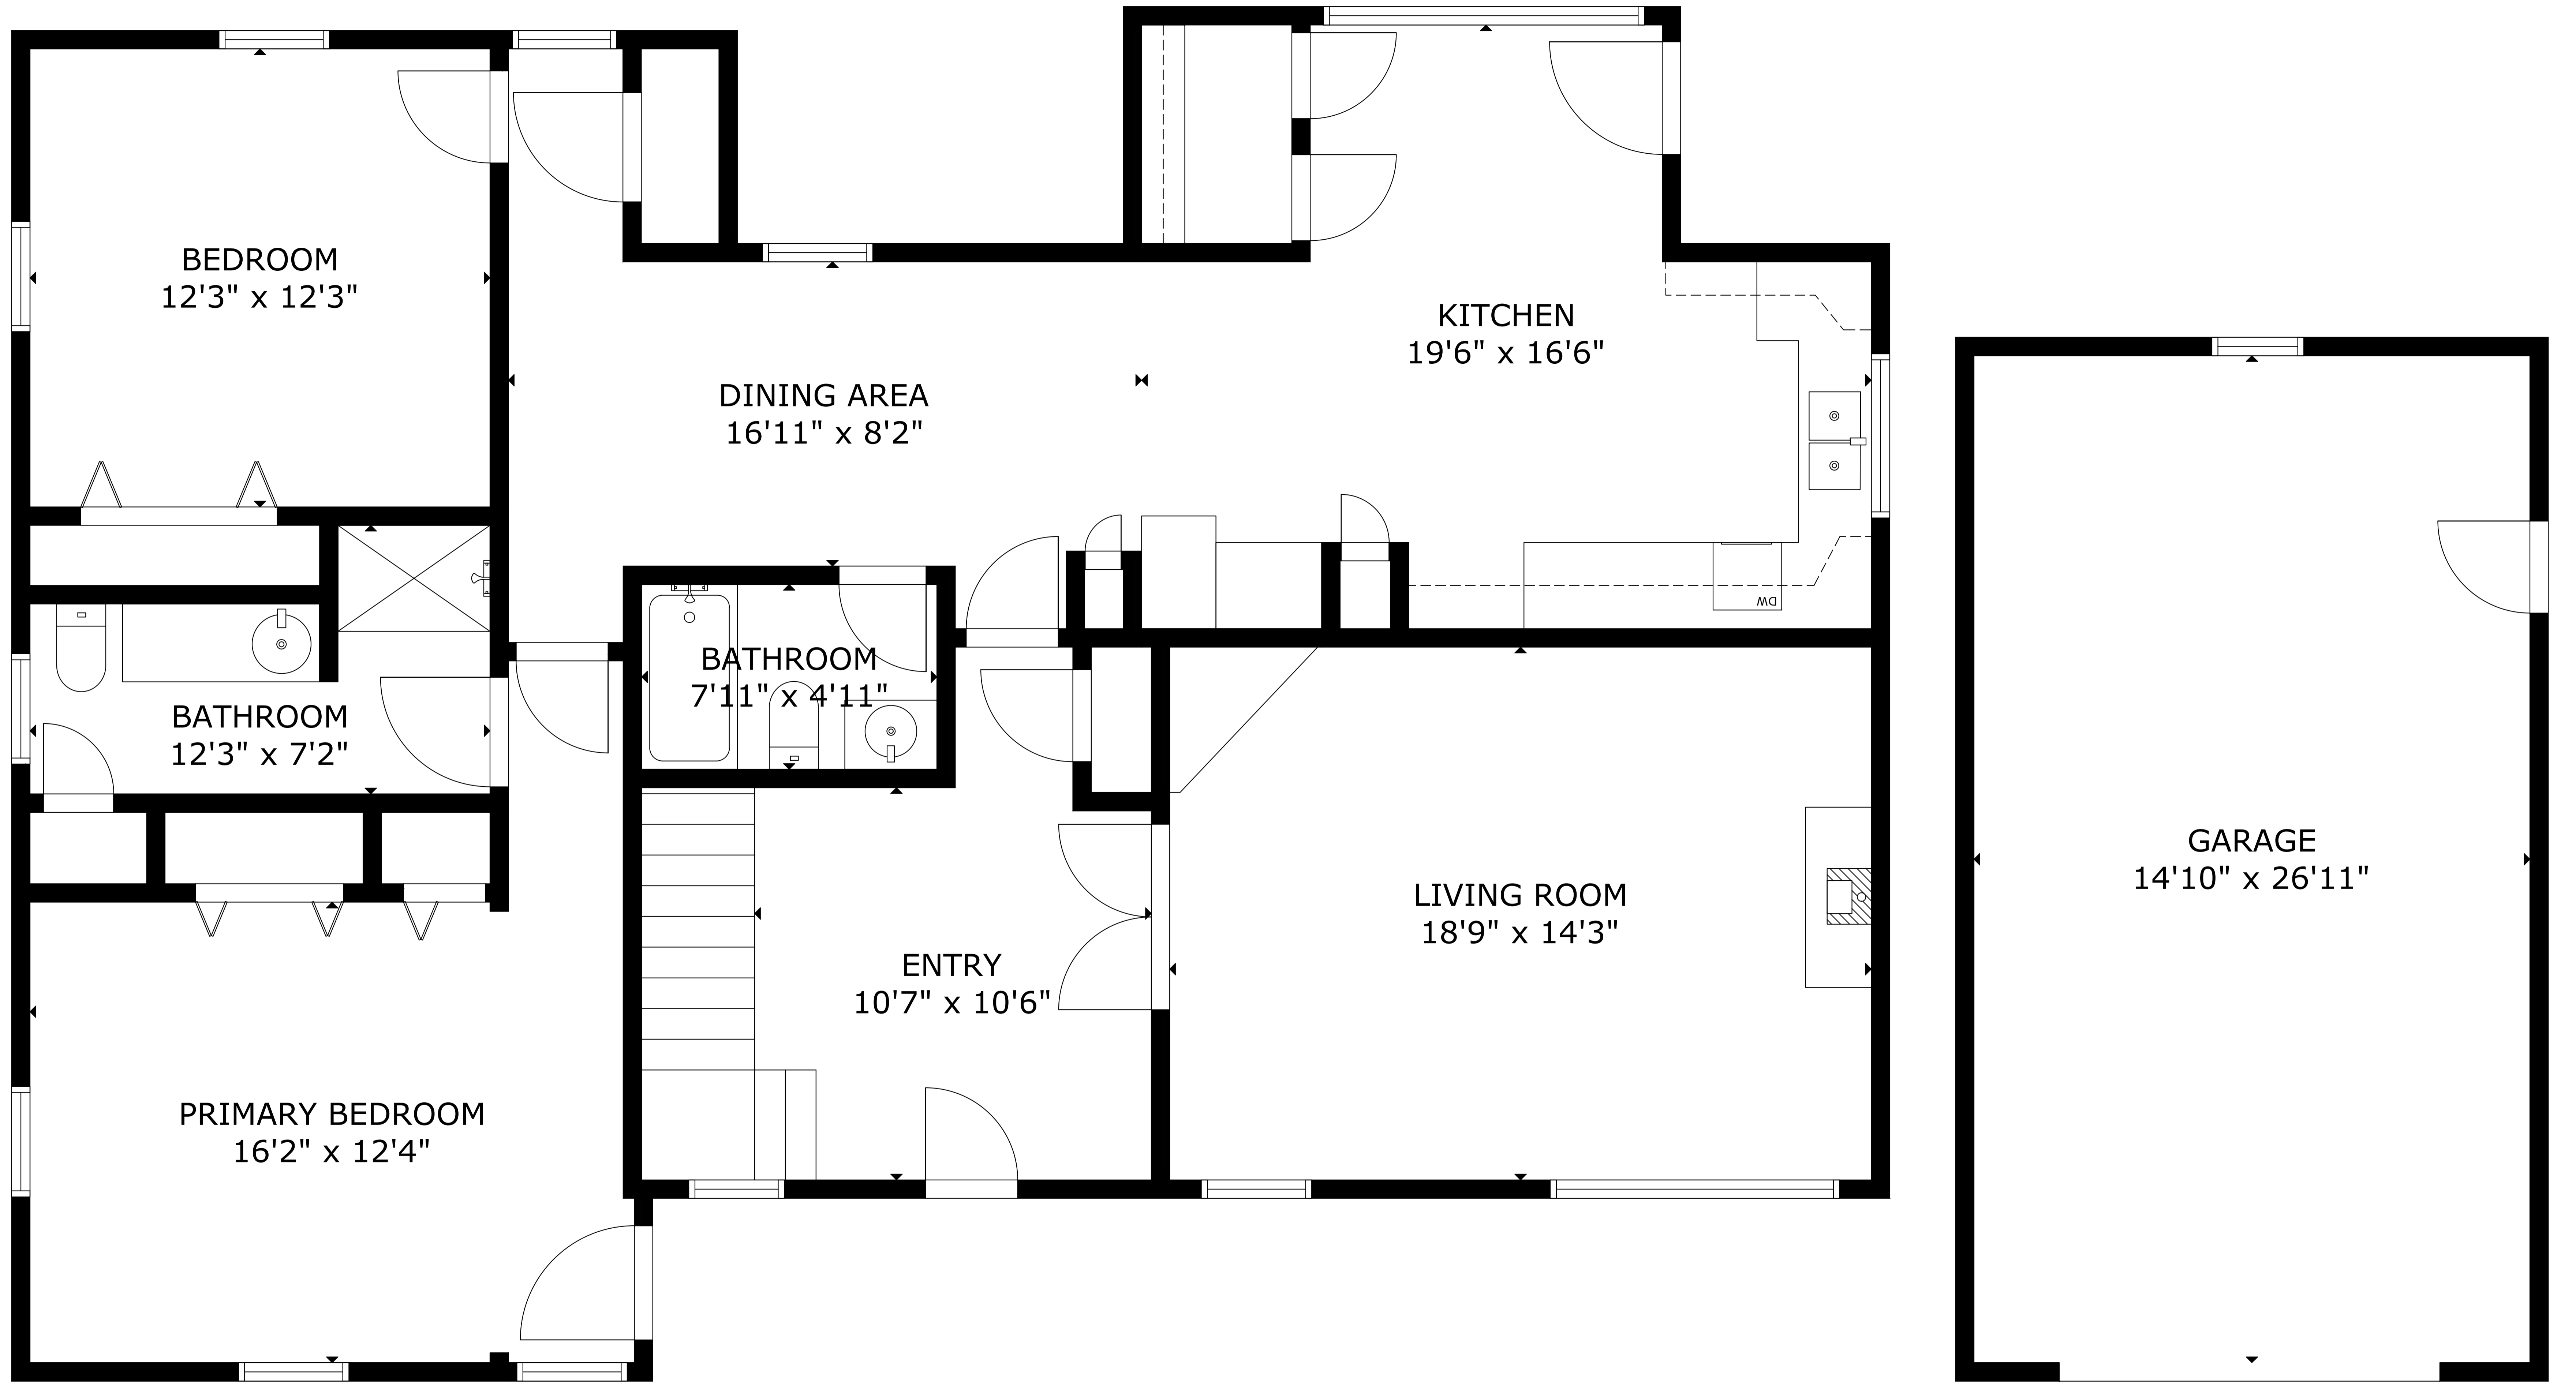 BEDROOM
12'3" x 12'3"
KITCHEN
19'6" x 16'6"
DINING AREA
16'11" x 8'2"
DW
BATHROOM
7'11" x 4'11"
BATHROOM
12'3" x 7'2"
GARAGE
14'10" x 26'11"
LIVING ROOM
18'9" x 14'3"
ENTRY
10'7" x 10'6"
PRIMARY BEDROOM
16'2" x 12'4"